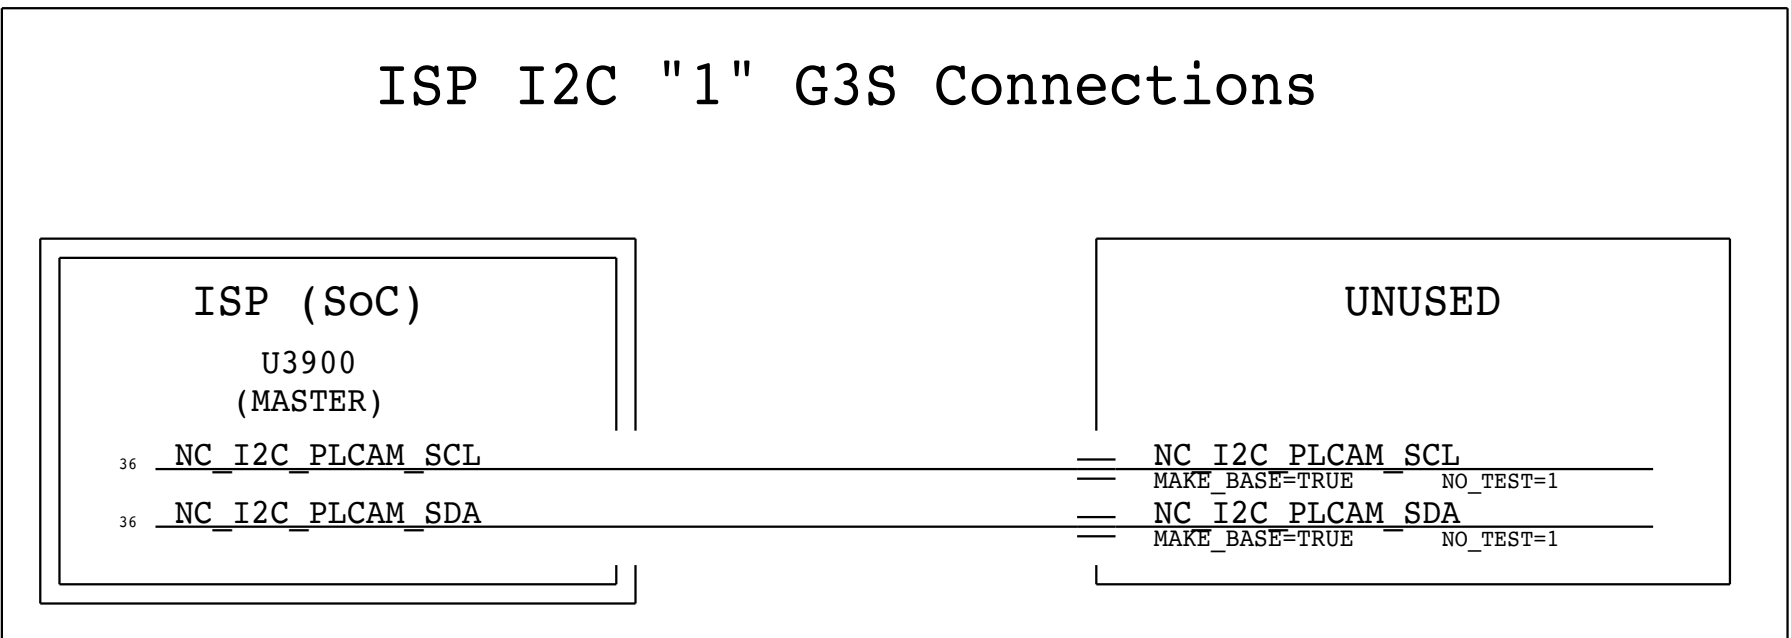 ISP I2C "1" G3S Connections
ISP (SoC)
U3900
(MASTER)
36 NC_I2C_PLCAM_SCL
36 NC_I2C_PLCAM_SDA
UNUSED
NC_I2C_PLCAM_SCL
MAKE_BASE=TRUE NO_TEST=1
NC_I2C_PLCAM_SDA
MAKE_BASE=TRUE NO_TEST=1